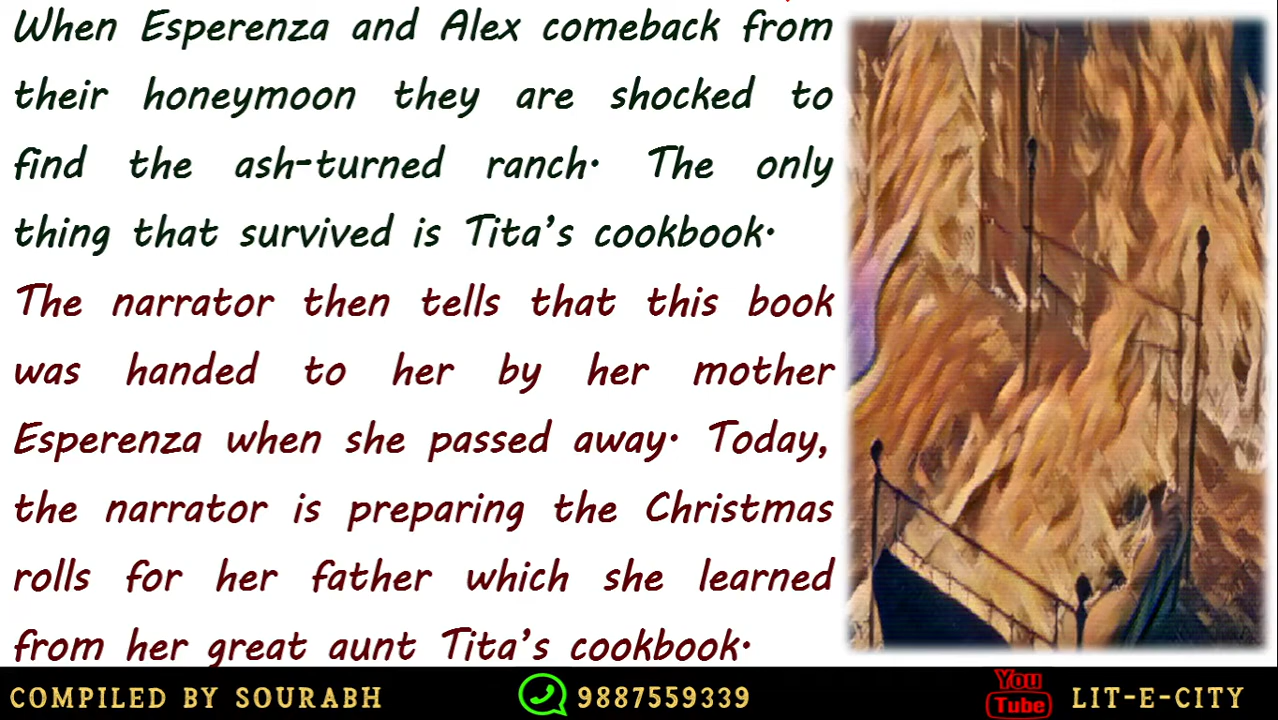 When Esperenza and Alex comeback from
their honeymoon they are shocked to
find the ash-turned ranch. The only
thing that survived is Tita's cookbook.
The narrator then tells that this book
was handed to her by her mother
Esperenza when she passed away. Today,
the narrator is preparing the Christmas
rolls for her father which she learned
from her great aunt Tita's cookbook.
COMPILED BY SOURABH 9887559339 You Tube LIT-E-CITY